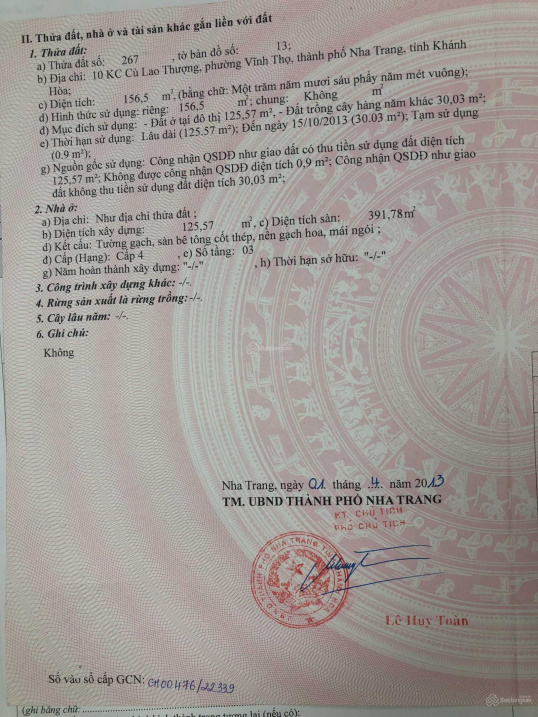 II. Thửa đất, nhà ở và tài sản khác gắn liền với đất
1. Thửa đất:
a) Thửa đất số: 267 , tờ bản đồ số: 13;
b) Địa chỉ: 10 KC Cù Lao Thượng, phường Vĩnh Thọ, thành phố Nha Trang, tỉnh Khánh
Hòa;
c) Diện tích: 156,5 m², (bằng chữ: Một trăm năm mươi sáu phẩy năm mét vuông);
d) Hình thức sử dụng: riêng: 156,5 m²; chung: Không m²
đ) Mục đích sử dụng: - Đất ở tại đô thị 125,57 m², - Đất trồng cây hàng năm khác 30,03 m²;
e) Thời hạn sử dụng: Lâu dài (125.57 m²); Đến ngày 15/10/2013 (30.03 m²); Tạm sử dụng
(0.9 m²);
g) Nguồn gốc sử dụng: Công nhận QSDĐ như giao đất có thu tiền sử dụng đất diện tích
125,57 m²; Không được công nhận QSDĐ diện tích 0,9 m²; Công nhận QSDĐ như giao
đất không thu tiền sử dụng đất diện tích 30,03 m²;
2. Nhà ở:
a) Địa chỉ: Như địa chỉ thửa đất ;
b) Diện tích xây dựng: 125,57 m², c) Diện tích sàn: 391,78 m²
d) Kết cấu: Tường gạch, sàn bê tông cốt thép, nền gạch hoa, mái ngói ;
đ) Cấp (Hạng): Cấp 4 , e) Số tầng: 03
g) Năm hoàn thành xây dựng: "-/-" , h) Thời hạn sở hữu: "-/-"
3. Công trình xây dựng khác: -/-.
4. Rừng sản xuất là rừng trồng: -/-.
5. Cây lâu năm: -/-.
6. Ghi chú:
Không
Nha Trang, ngày 01 tháng .4. năm 2013
TM. UBND THÀNH PHỐ NHA TRANG
KT. CHỦ TỊCH
PHÓ CHỦ TỊCH
Lê Huy Toàn
Số vào sổ cấp GCN: CH00476/22339
(ghi bằng chữ: